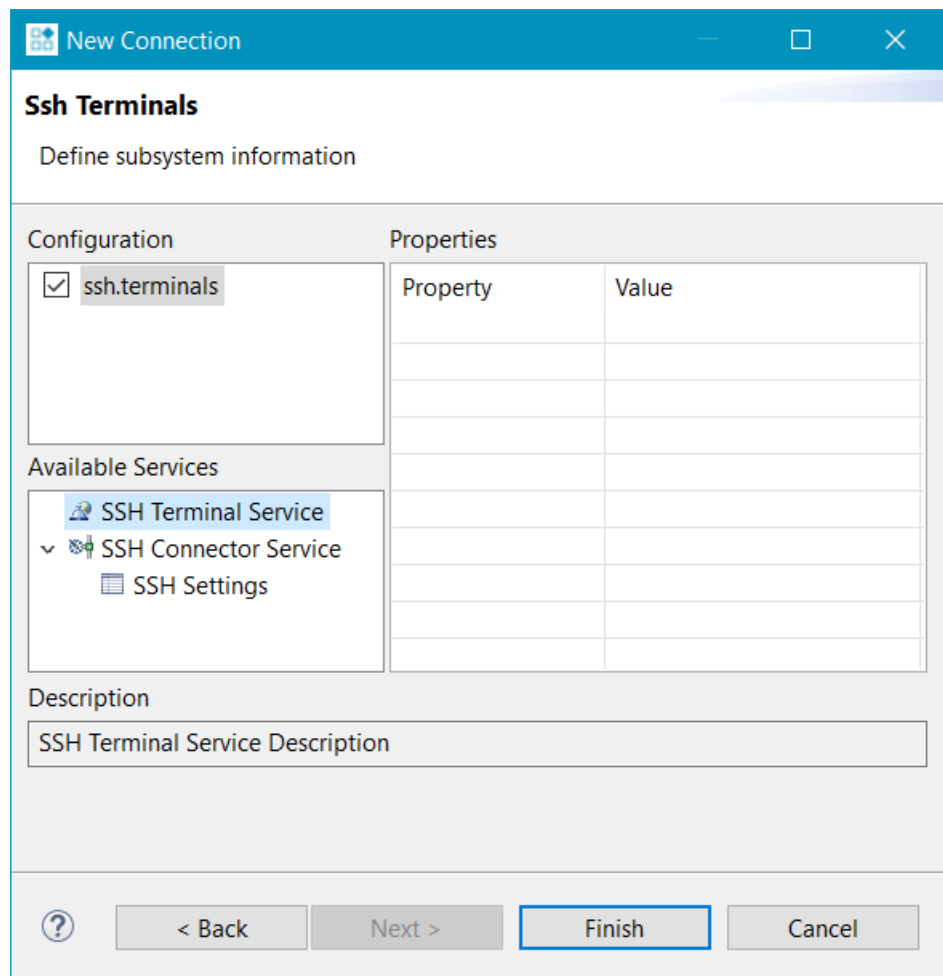 New Connection
Ssh Terminals
Define subsystem information
Configuration
Properties
ssh.terminals
Property Value
Available Services
SSH Terminal Service
SSH Connector Service
SSH Settings
Description
SSH Terminal Service Description
? < Back Next > Finish Cancel